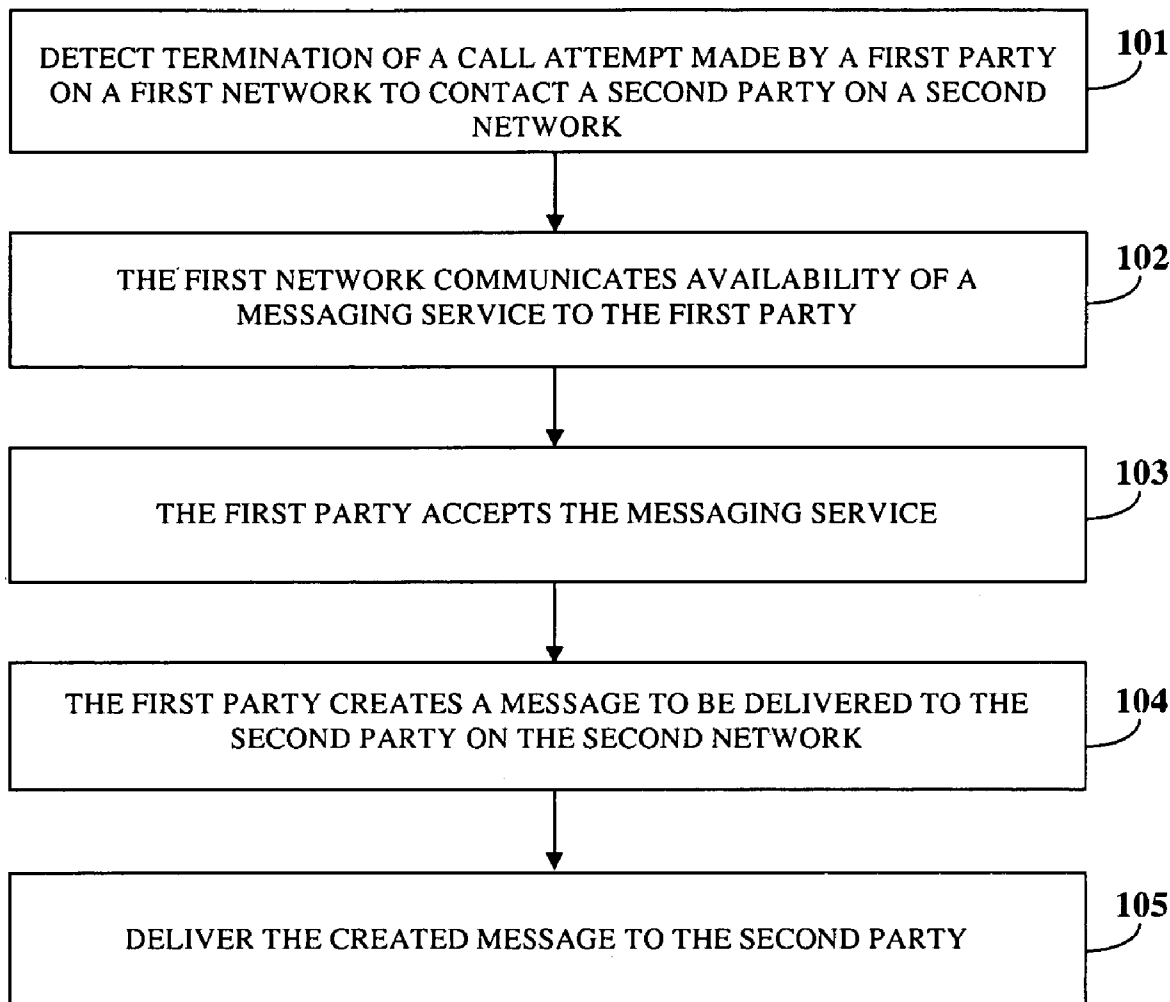 DETECT TERMINATION OF A CALL ATTEMPT MADE BY A FIRST PARTY
ON A FIRST NETWORK TO CONTACT A SECOND PARTY ON A SECOND
NETWORK
101
THE FIRST NETWORK COMMUNICATES AVAILABILITY OF A
MESSAGING SERVICE TO THE FIRST PARTY
102
THE FIRST PARTY ACCEPTS THE MESSAGING SERVICE
103
THE FIRST PARTY CREATES A MESSAGE TO BE DELIVERED TO THE
SECOND PARTY ON THE SECOND NETWORK
104
DELIVER THE CREATED MESSAGE TO THE SECOND PARTY
105